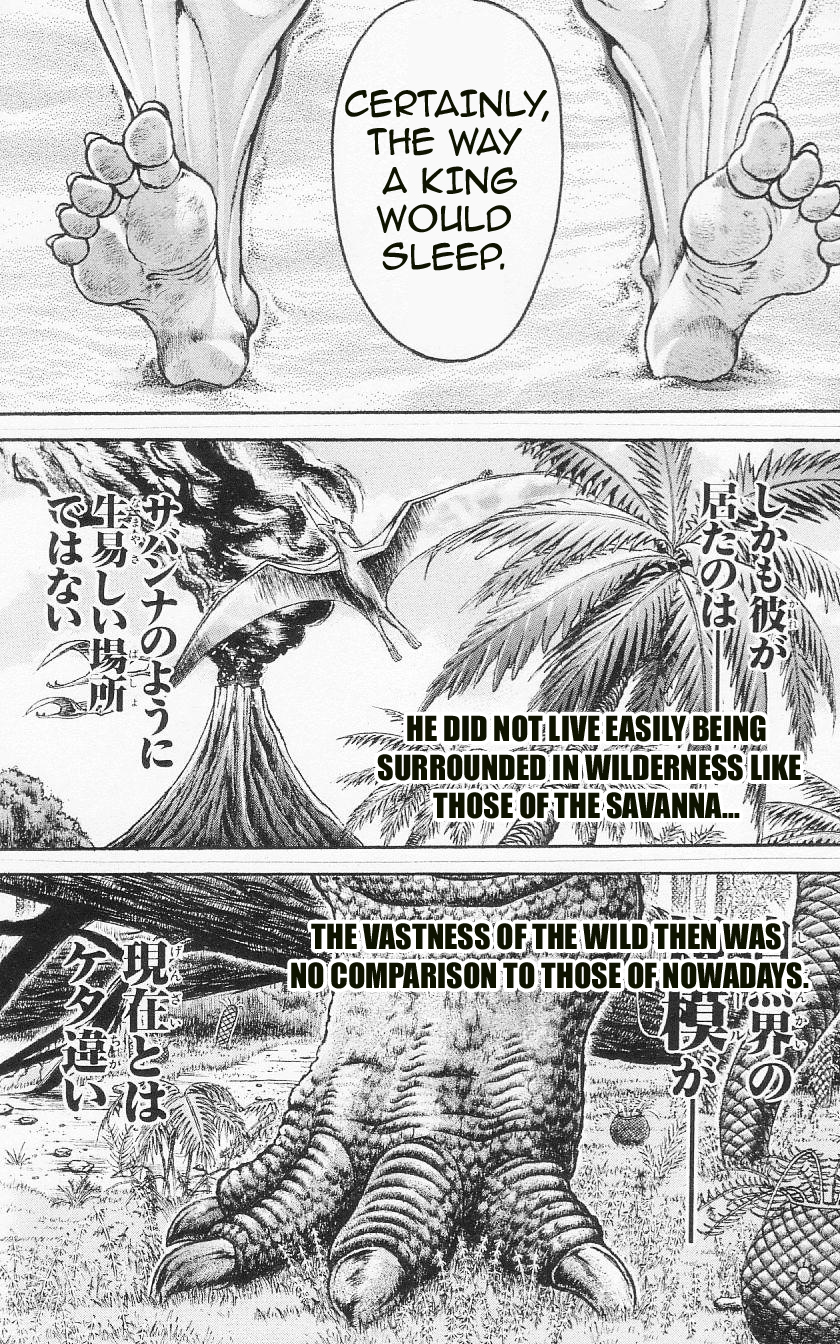 CERTAINLY,
THE WAY
A KING
WOULD
SLEEP.
しかも彼が
居たのは
サバンナのように
生易しい場所
ではない
HE DID NOT LIVE EASILY BEING
SURROUNDED IN WILDERNESS LIKE
THOSE OF THE SAVANNA...
THE VASTNESS OF THE WILD THEN WAS
NO COMPARISON TO THOSE OF NOWADAYS.
界の
模が
現在とは
ケタ違い